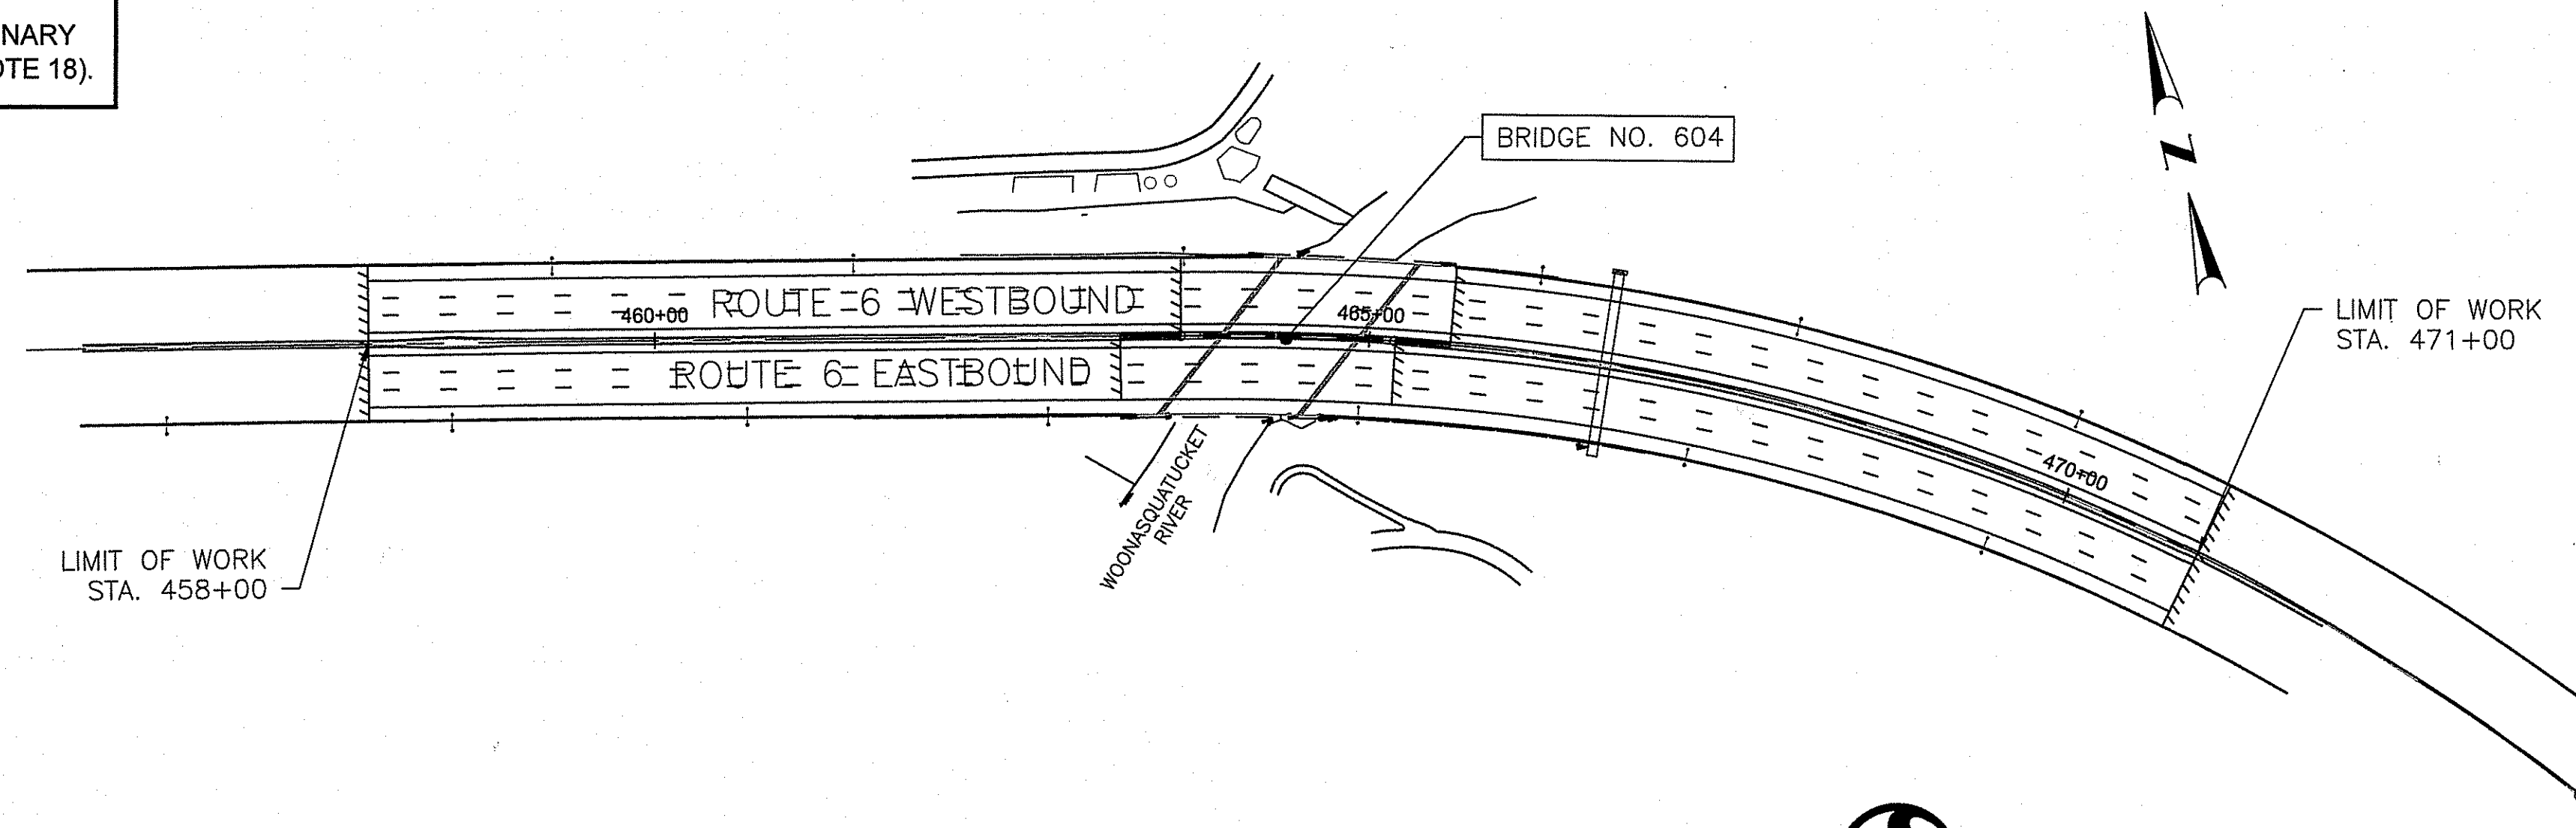 NARY
OTE 18).
BRIDGE NO. 604
N
ROUTE 6 WESTBOUND
460+00
465+00
ROUTE 6 EASTBOUND
LIMIT OF WORK
STA. 471+00
470+00
WOONASQUATUCKET
RIVER
LIMIT OF WORK
STA. 458+00